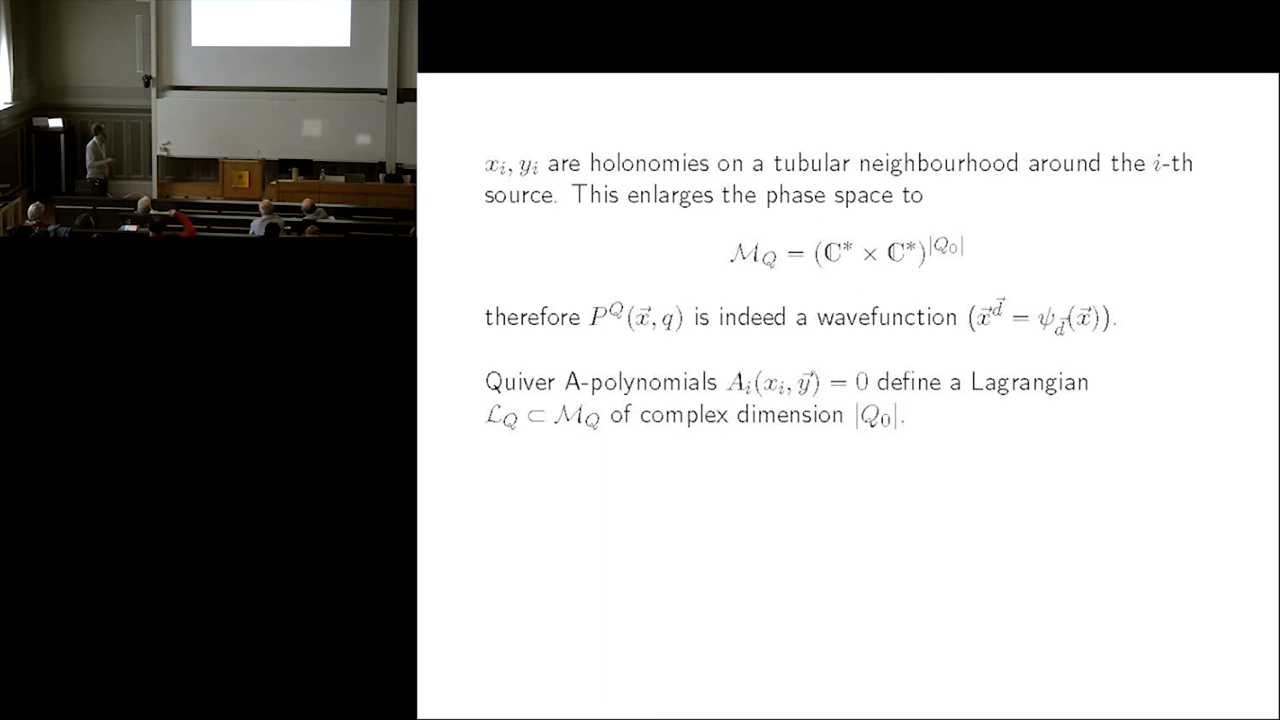 $x_i, y_i$ are holonomies on a tubular neighbourhood around the $i$-th
source. This enlarges the phase space to
$\mathcal{M}_Q = (\mathbb{C}^* \times \mathbb{C}^*)^{|Q_0|}$
therefore $P^Q(\vec{x}, q)$ is indeed a wavefunction $(\vec{x}^{\vec{d}} = \psi_{\vec{d}}(\vec{x}))$.
Quiver A-polynomials $A_i(x_i, \vec{y}) = 0$ define a Lagrangian
$\mathcal{L}_Q \subset \mathcal{M}_Q$ of complex dimension $|Q_0|$.